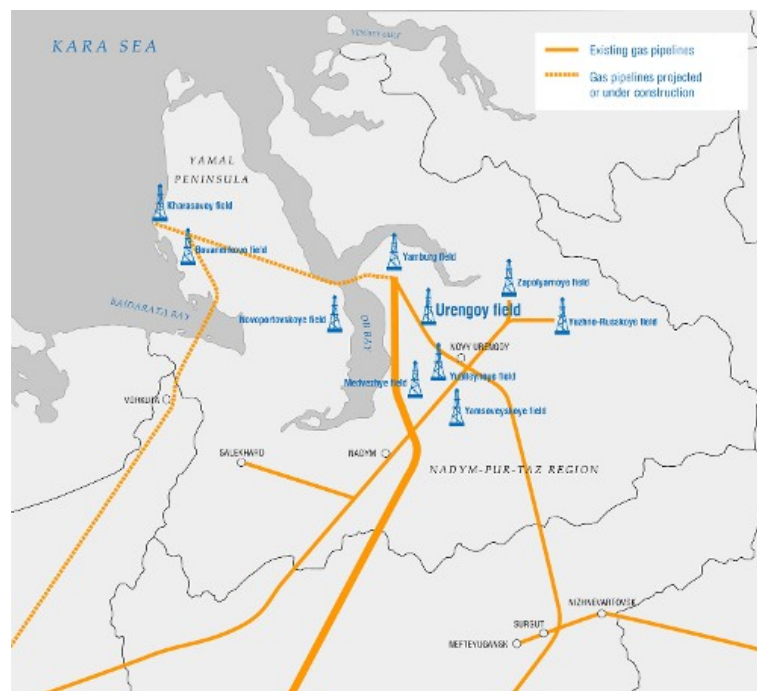 YENISEY GULF
KARA SEA
Existing gas pipelines
Gas pipelines projected
or under construction
YAMAL
PENINSULA
Kharasavey field
Bovanenkovo field
Yamburg field
Zapolyarnoye field
BAIDARATA BAY
Novoportovskoye field
OB BAY
Urengoy field
Yuzhno-Russkoye field
NOVY URENGOY
Medvezhye field
Yubileynoye field
VORKUTA
Yamsoveyskoye field
SALEKHARD
NADYM
NADYM-PUR-TAZ REGION
NIZHNEVARTOVSK
SURGUT
NEFTEYUGANSK